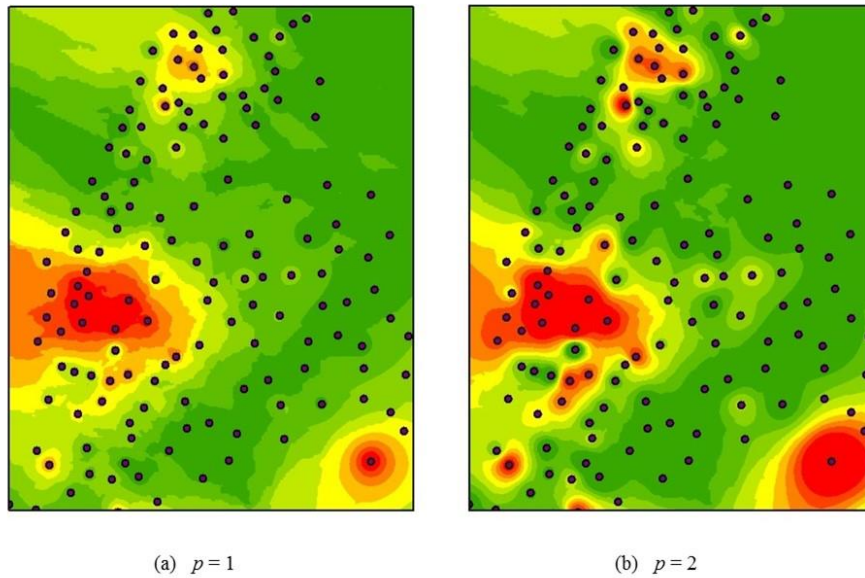 (a) p = 1 (b) p = 2